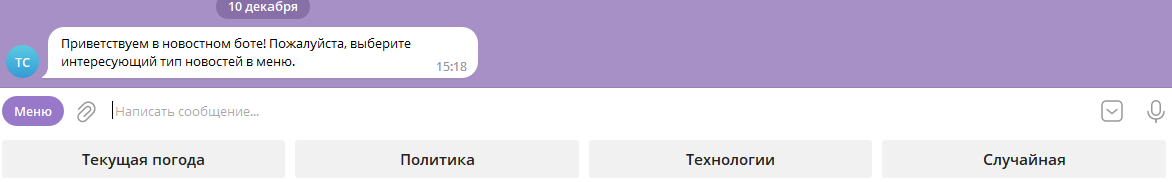 10 декабря
Приветствуем в новостном боте! Пожалуйста, выберите
интересующий тип новостей в меню.
ТС
15:18
Меню
Написать сообщение...
Текущая погода
Политика
Технологии
Случайная